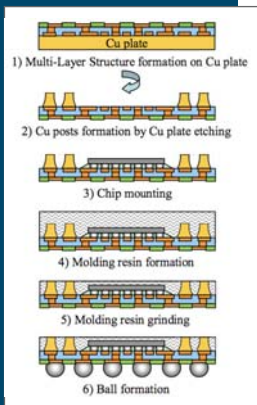 Cu plate
1) Multi-Layer Structure formation on Cu plate
2) Cu posts formation by Cu plate etching
3) Chip mounting
4) Molding resin formation
5) Molding resin grinding
6) Ball formation